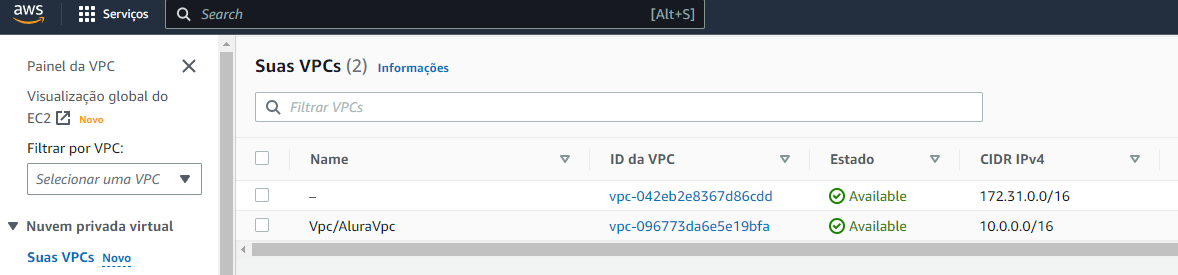 aws
Serviços
Search
[Alt+S]
Painel da VPC
Visualização global do
EC2 Novo
Filtrar por VPC:
Selecionar uma VPC
Nuvem privada virtual
Suas VPCs Novo
Suas VPCs (2) Informações
Filtrar VPCs
Name ID da VPC Estado CIDR IPv4
– vpc-042eb2e8367d86cdd Available 172.31.0.0/16
Vpc/AluraVpc vpc-096773da6e5e19bfa Available 10.0.0.0/16